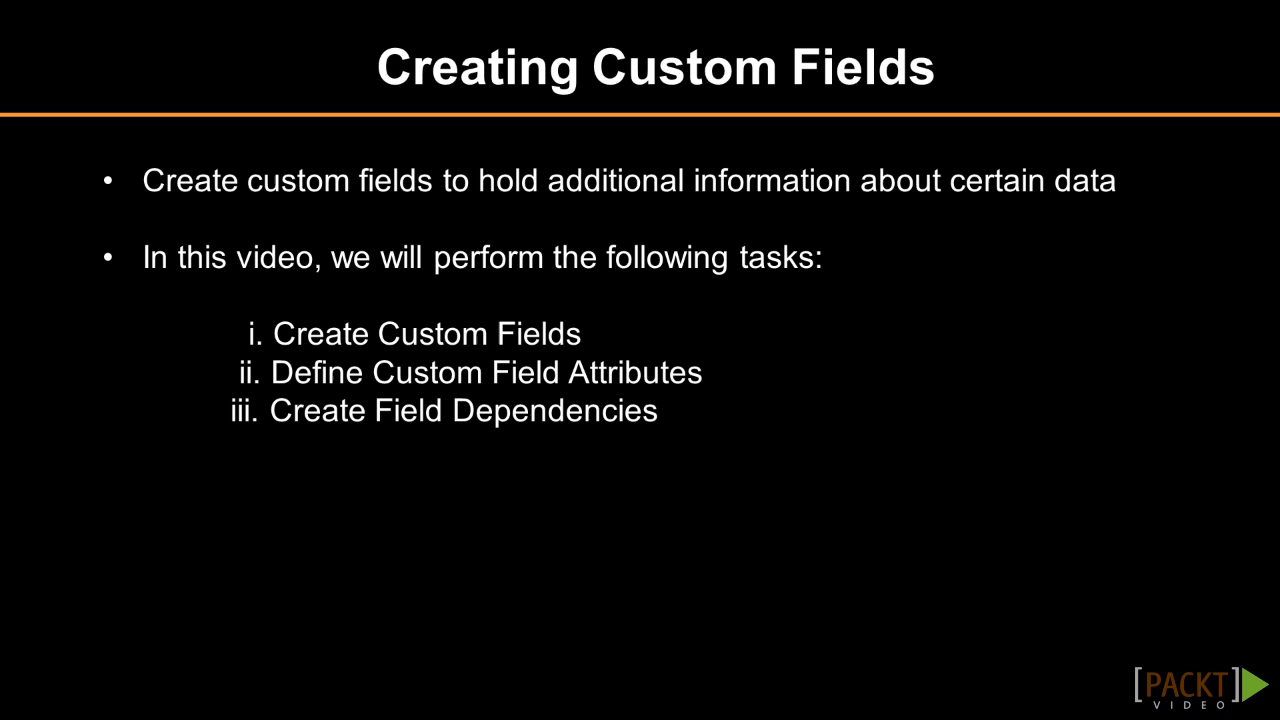 Creating Custom Fields
• Create custom fields to hold additional information about certain data
• In this video, we will perform the following tasks:
i. Create Custom Fields
ii. Define Custom Field Attributes
iii. Create Field Dependencies
[PACKT]
VIDEO